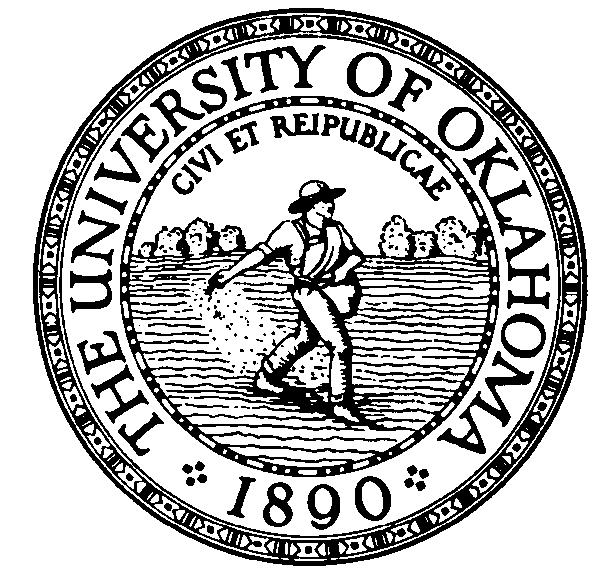 THE UNIVERSITY OF OKLAHOMA
CIVI ET REIPUBLICAE
1890